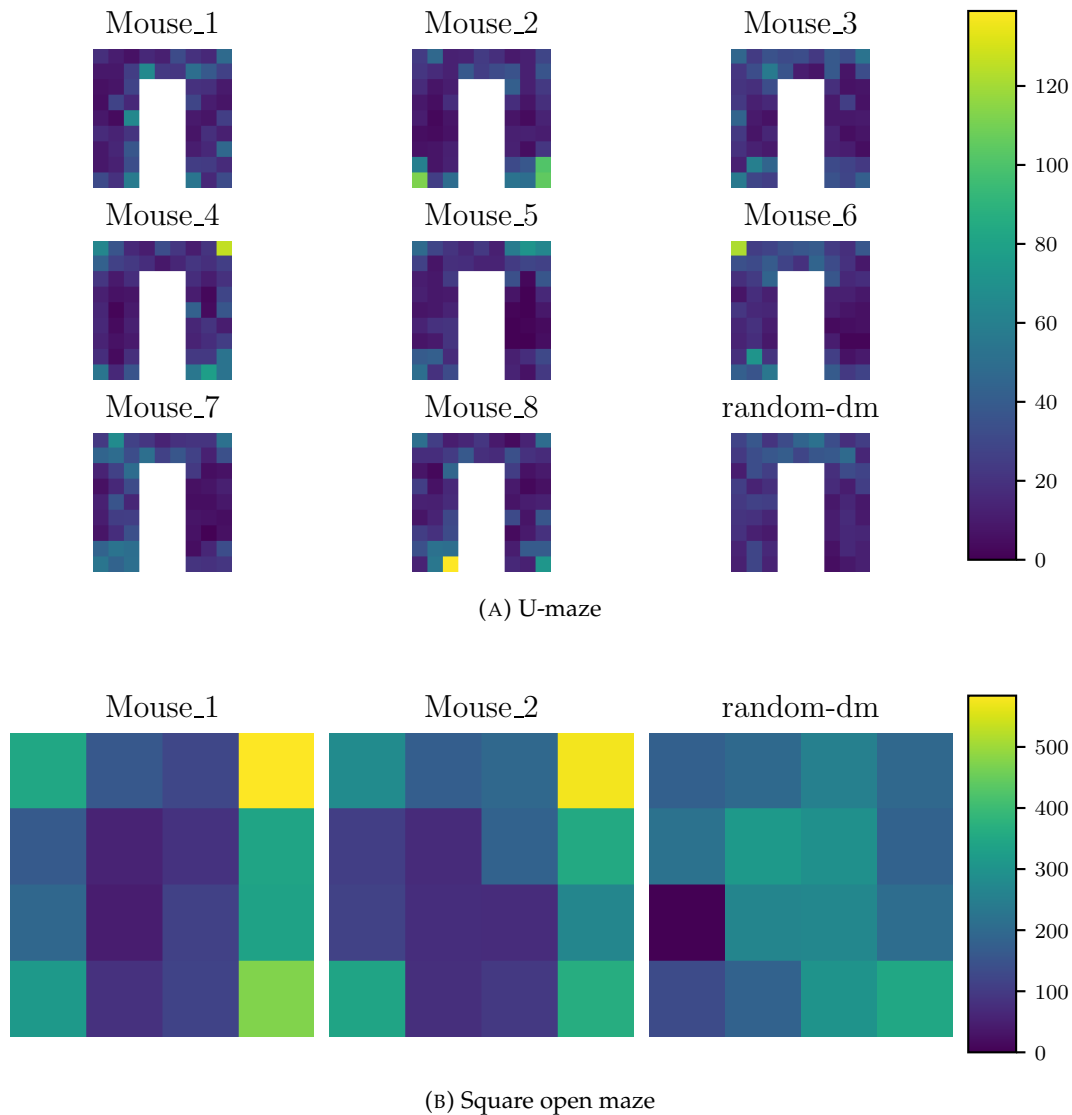 Mouse_1 Mouse_2 Mouse_3
Mouse_4 Mouse_5 Mouse_6
Mouse_7 Mouse_8 random-dm
120
100
80
60
40
20
0
(A) U-maze
Mouse_1 Mouse_2 random-dm
500
400
300
200
100
0
(B) Square open maze